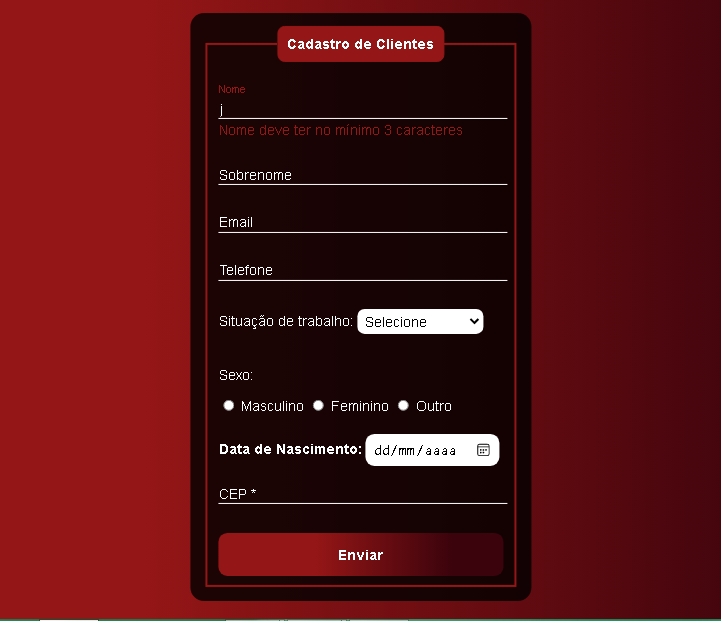 Cadastro de Clientes
Nome
j
Nome deve ter no mínimo 3 caracteres
Sobrenome
Email
Telefone
Situação de trabalho: Selecione
Sexo:
Masculino Feminino Outro
Data de Nascimento: dd/mm/aaaa
CEP *
Enviar